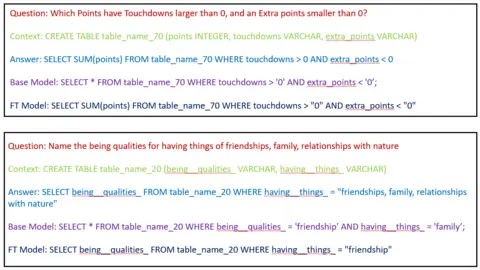 Question: Which Points have Touchdowns larger than 0, and an Extra points smaller than 0?
Context: CREATE TABLE table_name_70 (points INTEGER, touchdowns VARCHAR, extra_points VARCHAR)
Answer: SELECT SUM(points) FROM table_name_70 WHERE touchdowns > 0 AND extra_points < 0
Base Model: SELECT * FROM table_name_70 WHERE touchdowns > '0' AND extra_points < '0';
FT Model: SELECT SUM(points) FROM table_name_70 WHERE touchdowns > "0" AND extra_points < "0"
Question: Name the being qualities for having things of friendships, family, relationships with nature
Context: CREATE TABLE table_name_20 (being__qualities_ VARCHAR, having__things_ VARCHAR)
Answer: SELECT being__qualities_ FROM table_name_20 WHERE having__things_ = "friendships, family, relationships
with nature"
Base Model: SELECT * FROM table_name_20 WHERE being__qualities_ = 'friendship' AND having__things_ = 'family';
FT Model: SELECT being__qualities_ FROM table_name_20 WHERE having__things_ = "friendship"